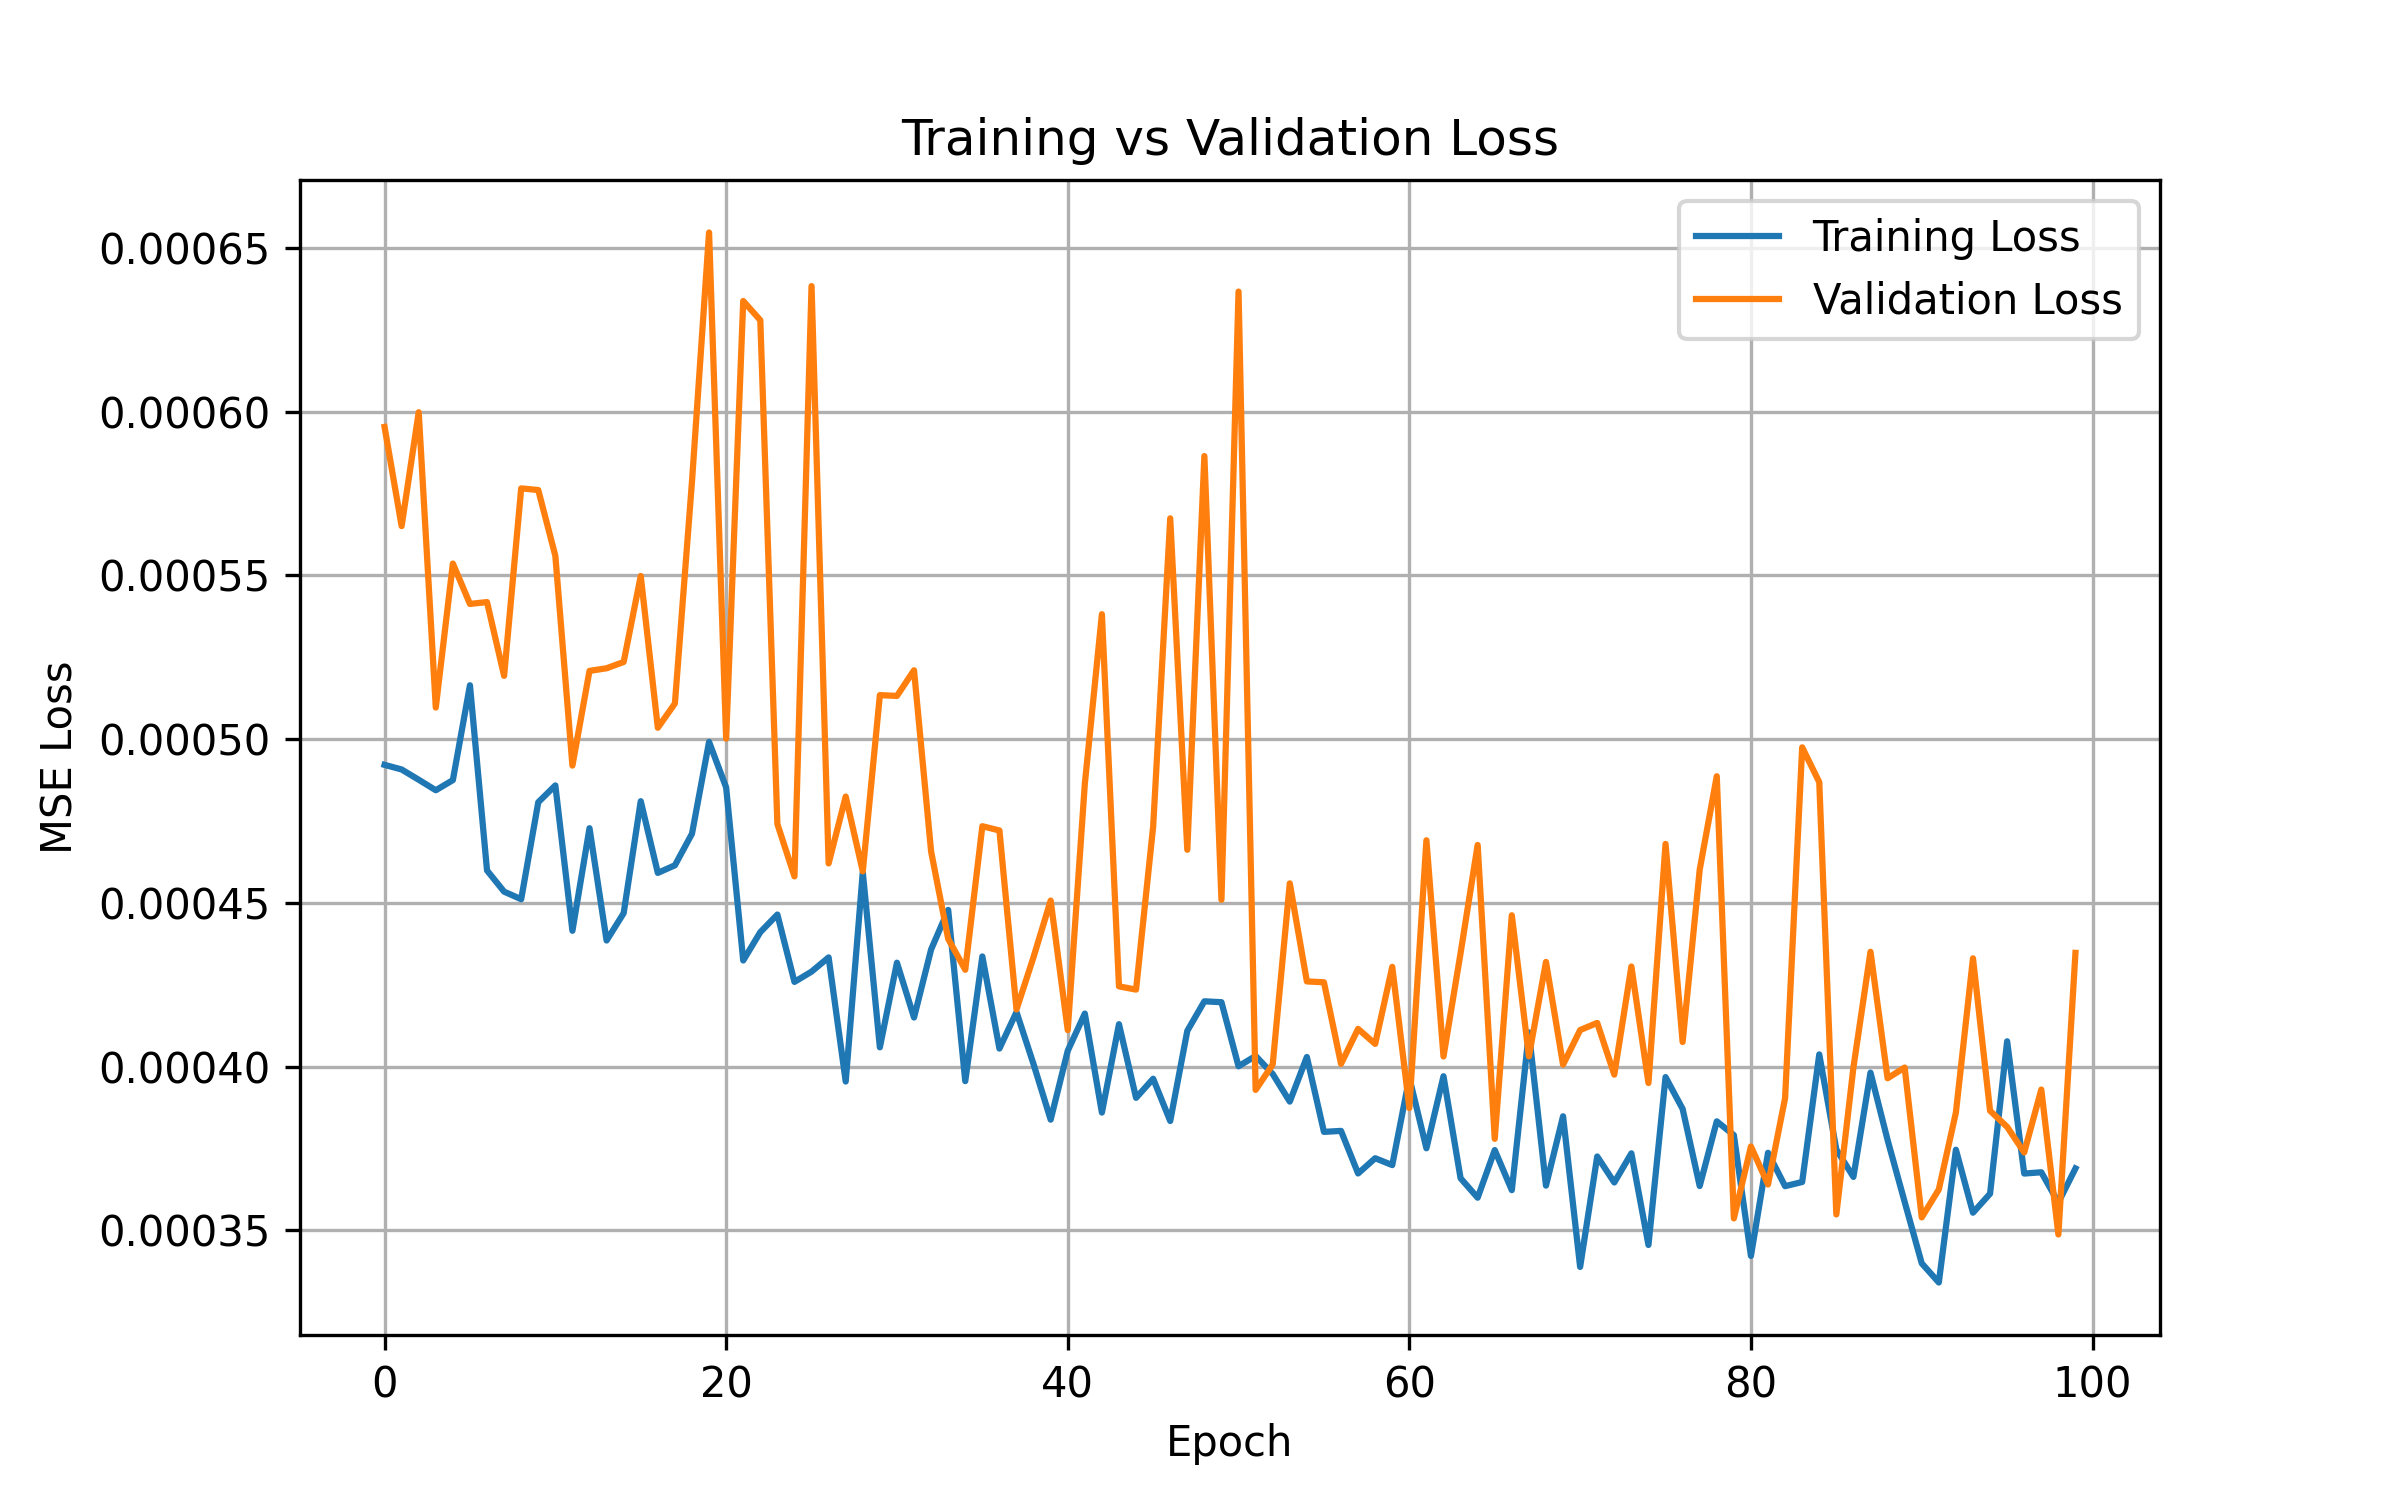 Training vs Validation Loss
Training Loss
Validation Loss
0.00065
0.00060
0.00055
0.00050
0.00045
0.00040
0.00035
MSE Loss
0 20 40 60 80 100
Epoch